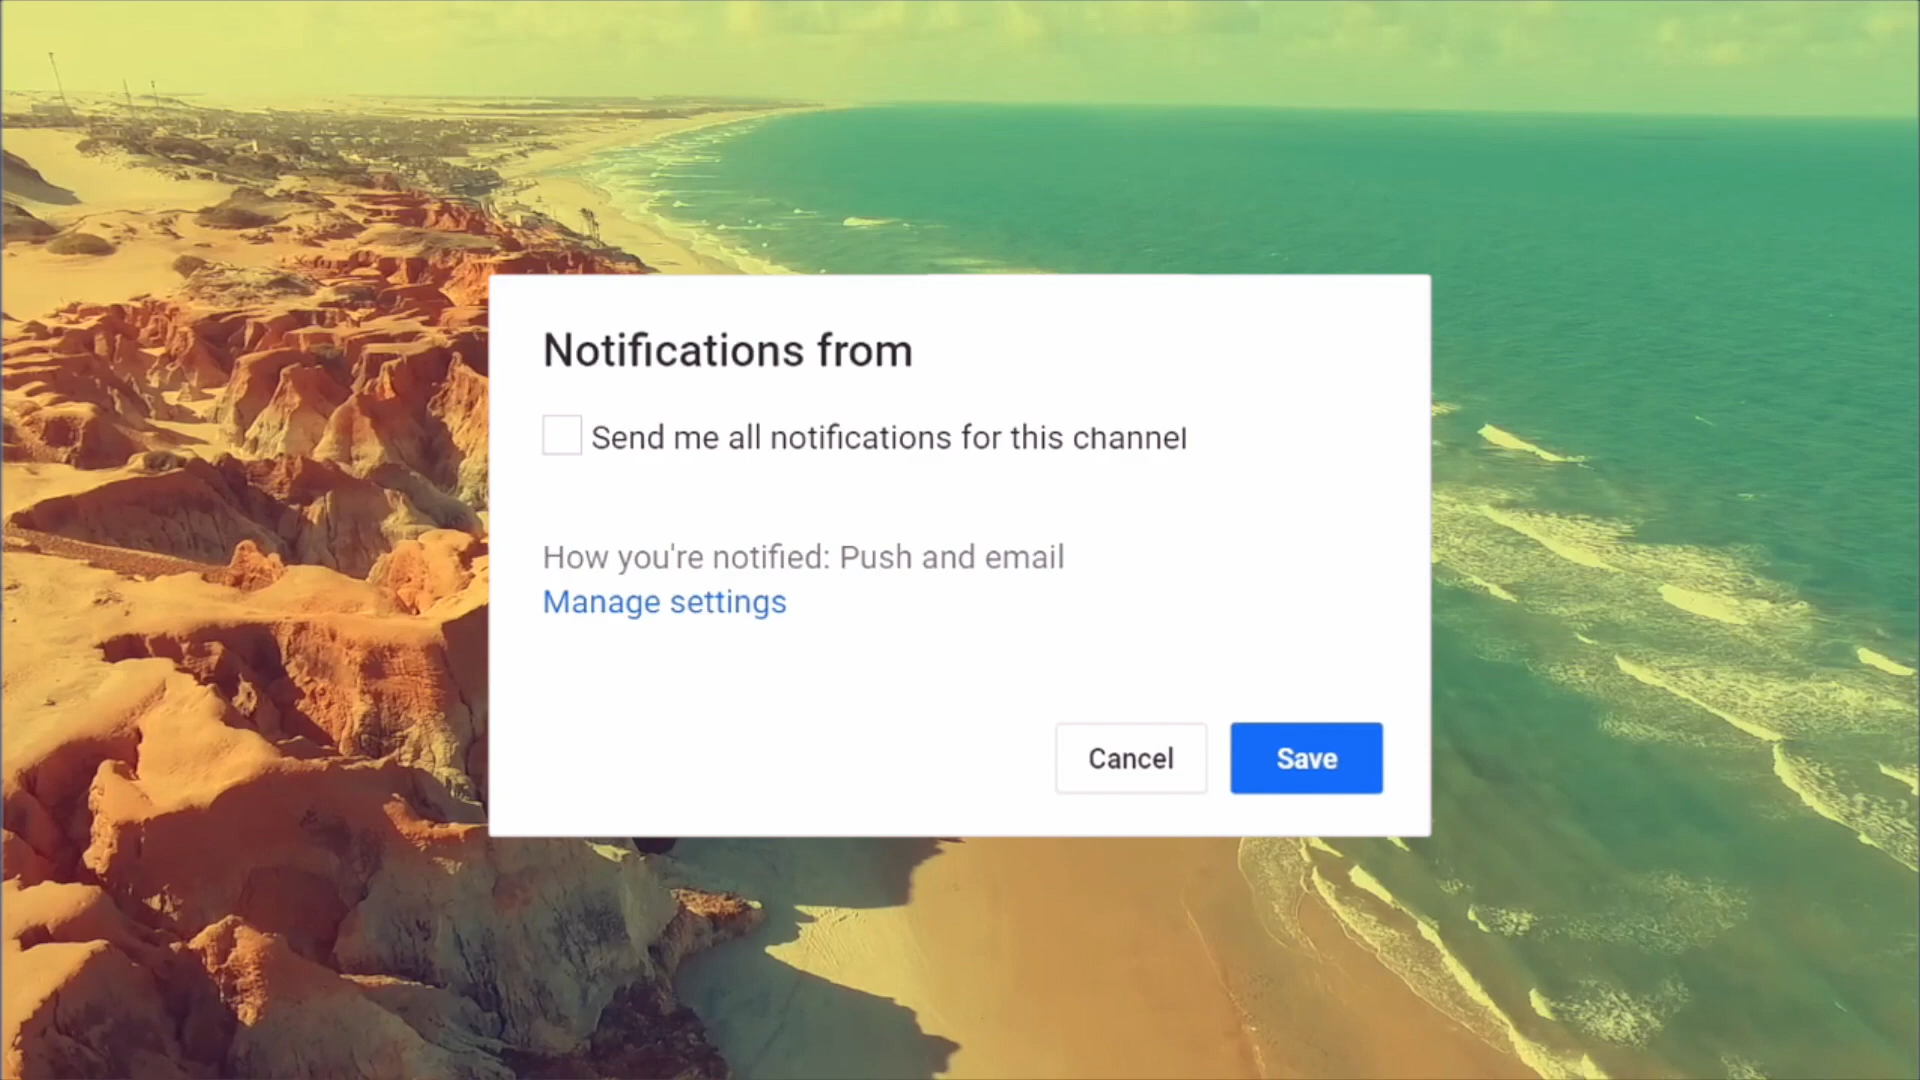 Notifications from
Send me all notifications for this channel
How you're notified: Push and email
Manage settings
Cancel
Save